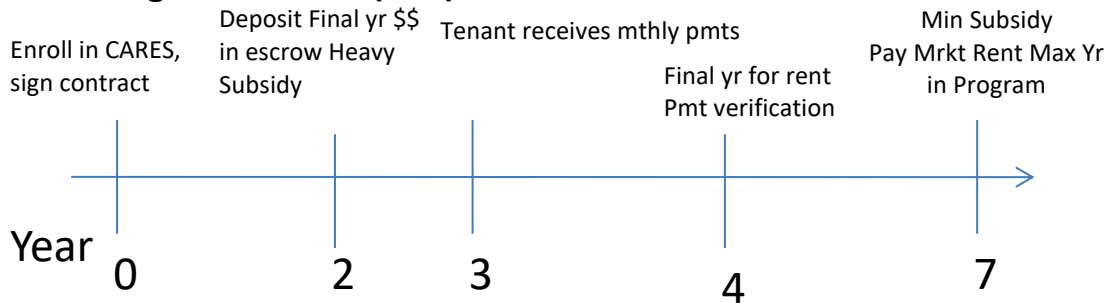 Enroll in CARES,
sign contract
Deposit Final yr $$
in escrow Heavy
Subsidy
Tenant receives mthly pmts
Final yr for rent
Pmt verification
Min Subsidy
Pay Mrkt Rent Max Yr
in Program
Year
0
2
3
4
7